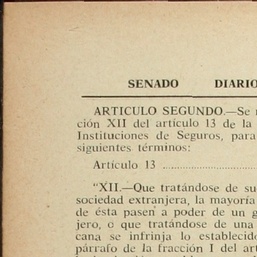 SENADO DIARIO
ARTICULO SEGUNDO.—Se
ción XII del artículo 13 de la
Instituciones de Seguros, para
siguientes términos:
Artículo 13 ..............................
"XII.—Que tratándose de su
sociedad extranjera, la mayoría
de ésta pasen a poder de un g
jero, o que tratándose de una
cana se infrinja lo establecido
párrafo de la fracción I del art